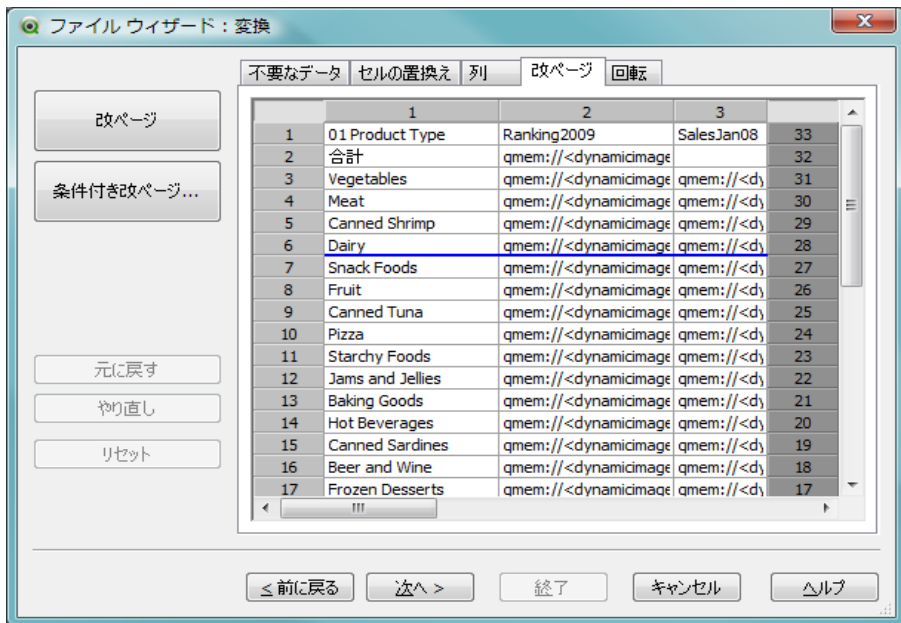 ファイル ウィザード：変換
不要なデータ セルの置換え 列 改ページ 回転
改ページ
条件付き改ページ...
元に戻す
やり直し
リセット
1 2 3
1 01 Product Type Ranking2009 SalesJan08 33
2 合計 qmem://<dynamicimage 32
3 Vegetables qmem://<dynamicimage qmem://<dy 31
4 Meat qmem://<dynamicimage qmem://<dy 30
5 Canned Shrimp qmem://<dynamicimage qmem://<dy 29
6 Dairy qmem://<dynamicimage qmem://<dy 28
7 Snack Foods qmem://<dynamicimage qmem://<dy 27
8 Fruit qmem://<dynamicimage qmem://<dy 26
9 Canned Tuna qmem://<dynamicimage qmem://<dy 25
10 Pizza qmem://<dynamicimage qmem://<dy 24
11 Starchy Foods qmem://<dynamicimage qmem://<dy 23
12 Jams and Jellies qmem://<dynamicimage qmem://<dy 22
13 Baking Goods qmem://<dynamicimage qmem://<dy 21
14 Hot Beverages qmem://<dynamicimage qmem://<dy 20
15 Canned Sardines qmem://<dynamicimage qmem://<dy 19
16 Beer and Wine qmem://<dynamicimage qmem://<dy 18
17 Frozen Desserts qmem://<dynamicimage qmem://<dy 17
< 前に戻る 次へ > 終了 キャンセル ヘルプ